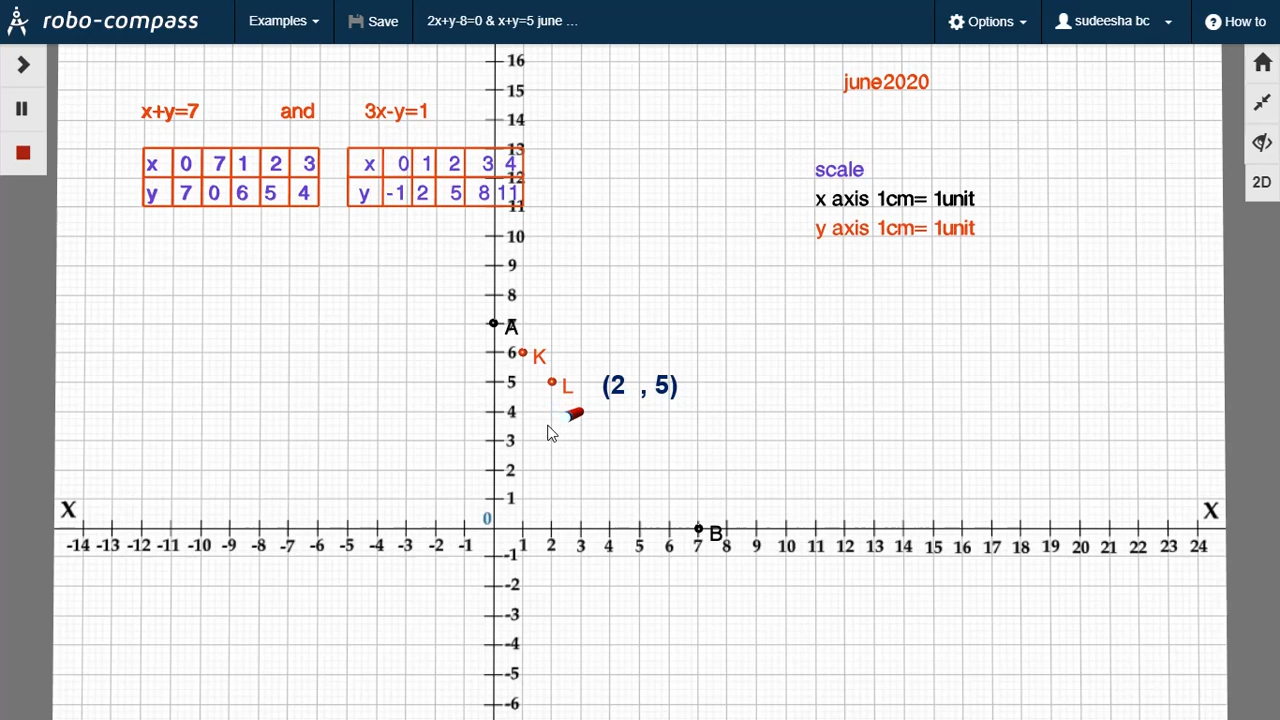 robo-compass Examples Save 2x+y-8=0 & x+y=5 june ... Options sudeesha bc How to
2D
june2020
x+y=7 and 3x-y=1
x 0 7 1 2 3
y 7 0 6 5 4
x 0 1 2 3 4
y -1 2 5 8 11
scale
x axis 1cm= 1unit
y axis 1cm= 1unit
16
15
14
13
12
11
10
9
8
7 A
6 K
5 L (2 , 5)
4
3
2
1
X 0 X
B
-14 -13 -12 -11 -10 -9 -8 -7 -6 -5 -4 -3 -2 -1 1 2 3 4 5 6 7 8 9 10 11 12 13 14 15 16 17 18 19 20 21 22 23 24
-1
-2
-3
-4
-5
-6